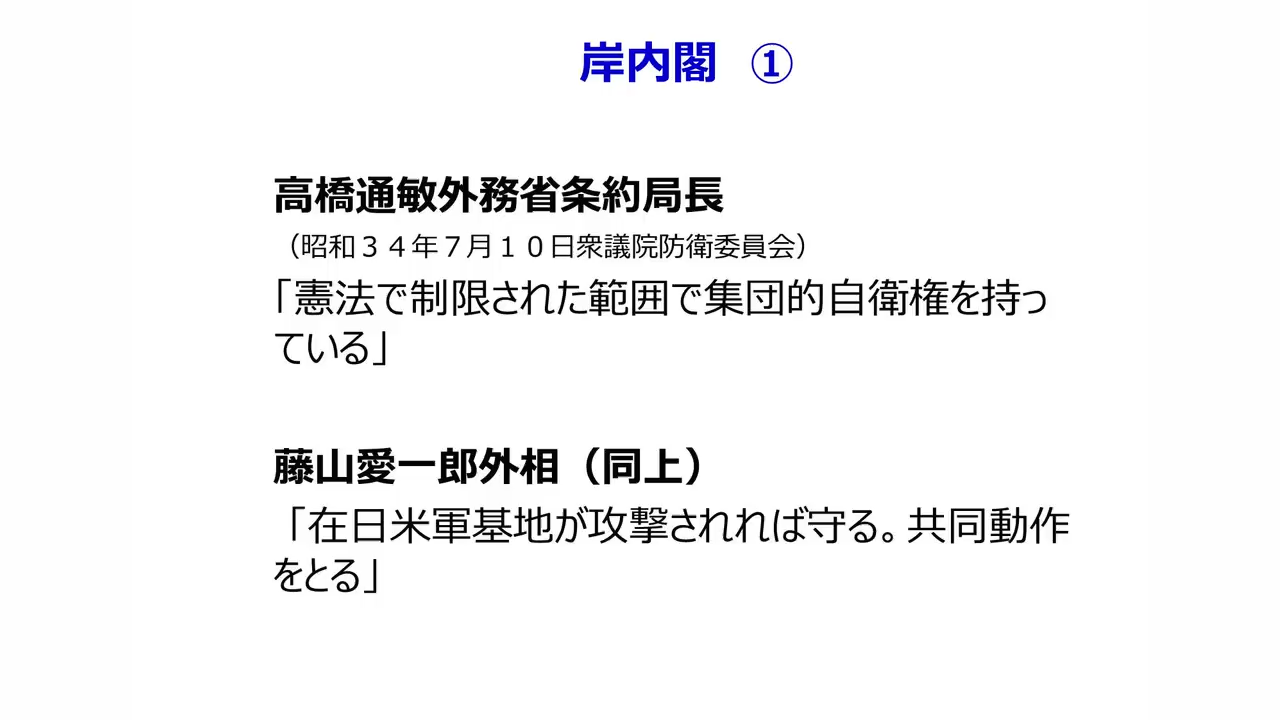 岸内閣 ①
高橋通敏外務省条約局長
（昭和３４年７月１０日衆議院防衛委員会）
「憲法で制限された範囲で集団的自衛権を持っ
ている」
藤山愛一郎外相（同上）
「在日米軍基地が攻撃されれば守る。共同動作
をとる」